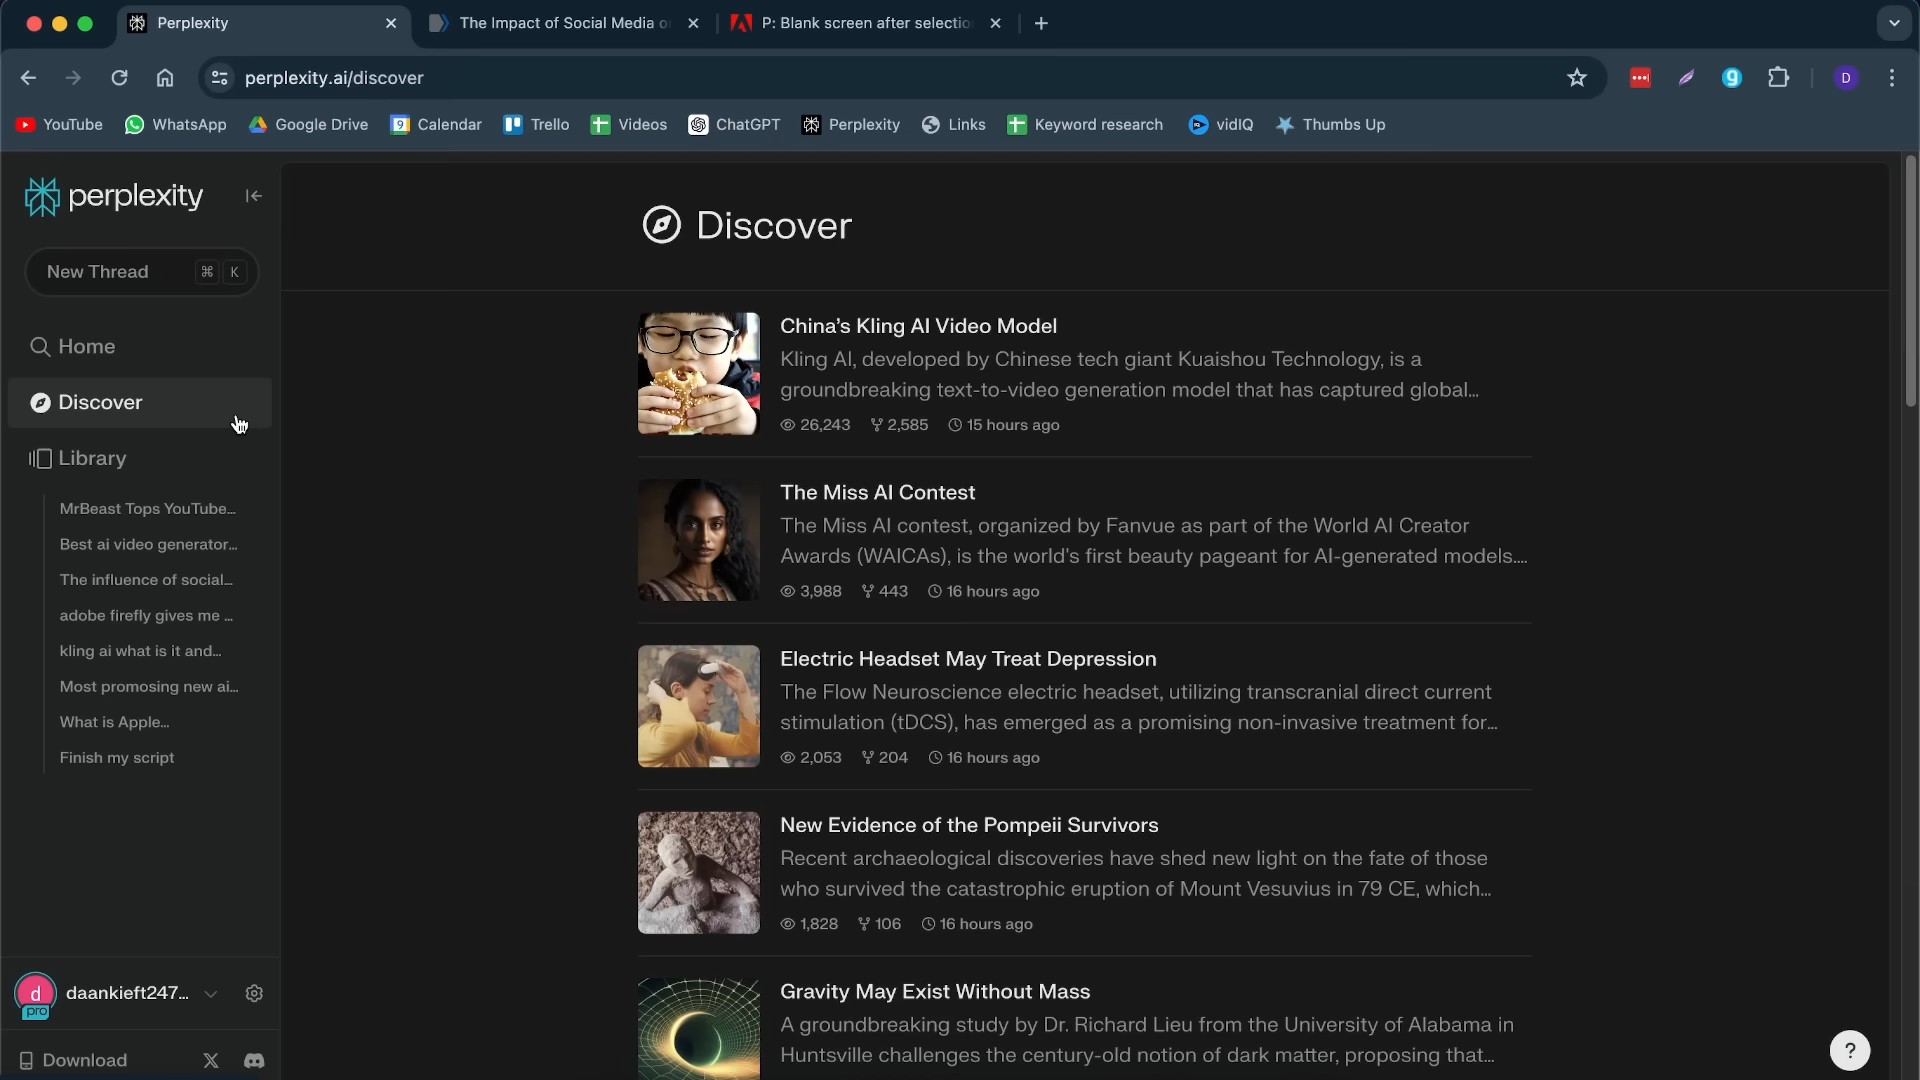 Perplexity
The Impact of Social Media o
P: Blank screen after selectio
perplexity.ai/discover
D
YouTube
WhatsApp
Google Drive
9 Calendar
Trello
Videos
ChatGPT
Perplexity
Links
Keyword research
vidIQ
Thumbs Up
perplexity
New Thread ⌘ K
Home
Discover
Library
MrBeast Tops YouTube...
Best ai video generator...
The influence of social...
adobe firefly gives me ...
kling ai what is it and...
Most promosing new ai...
What is Apple...
Finish my script
d
pro
daankieft247...
Download
Discover
China's Kling AI Video Model
Kling AI, developed by Chinese tech giant Kuaishou Technology, is a
groundbreaking text-to-video generation model that has captured global...
26,243 2,585 15 hours ago
The Miss AI Contest
The Miss AI contest, organized by Fanvue as part of the World AI Creator
Awards (WAICAs), is the world's first beauty pageant for AI-generated models....
3,988 443 16 hours ago
Electric Headset May Treat Depression
The Flow Neuroscience electric headset, utilizing transcranial direct current
stimulation (tDCS), has emerged as a promising non-invasive treatment for...
2,053 204 16 hours ago
New Evidence of the Pompeii Survivors
Recent archaeological discoveries have shed new light on the fate of those
who survived the catastrophic eruption of Mount Vesuvius in 79 CE, which...
1,828 106 16 hours ago
Gravity May Exist Without Mass
A groundbreaking study by Dr. Richard Lieu from the University of Alabama in
Huntsville challenges the century-old notion of dark matter, proposing that...
?